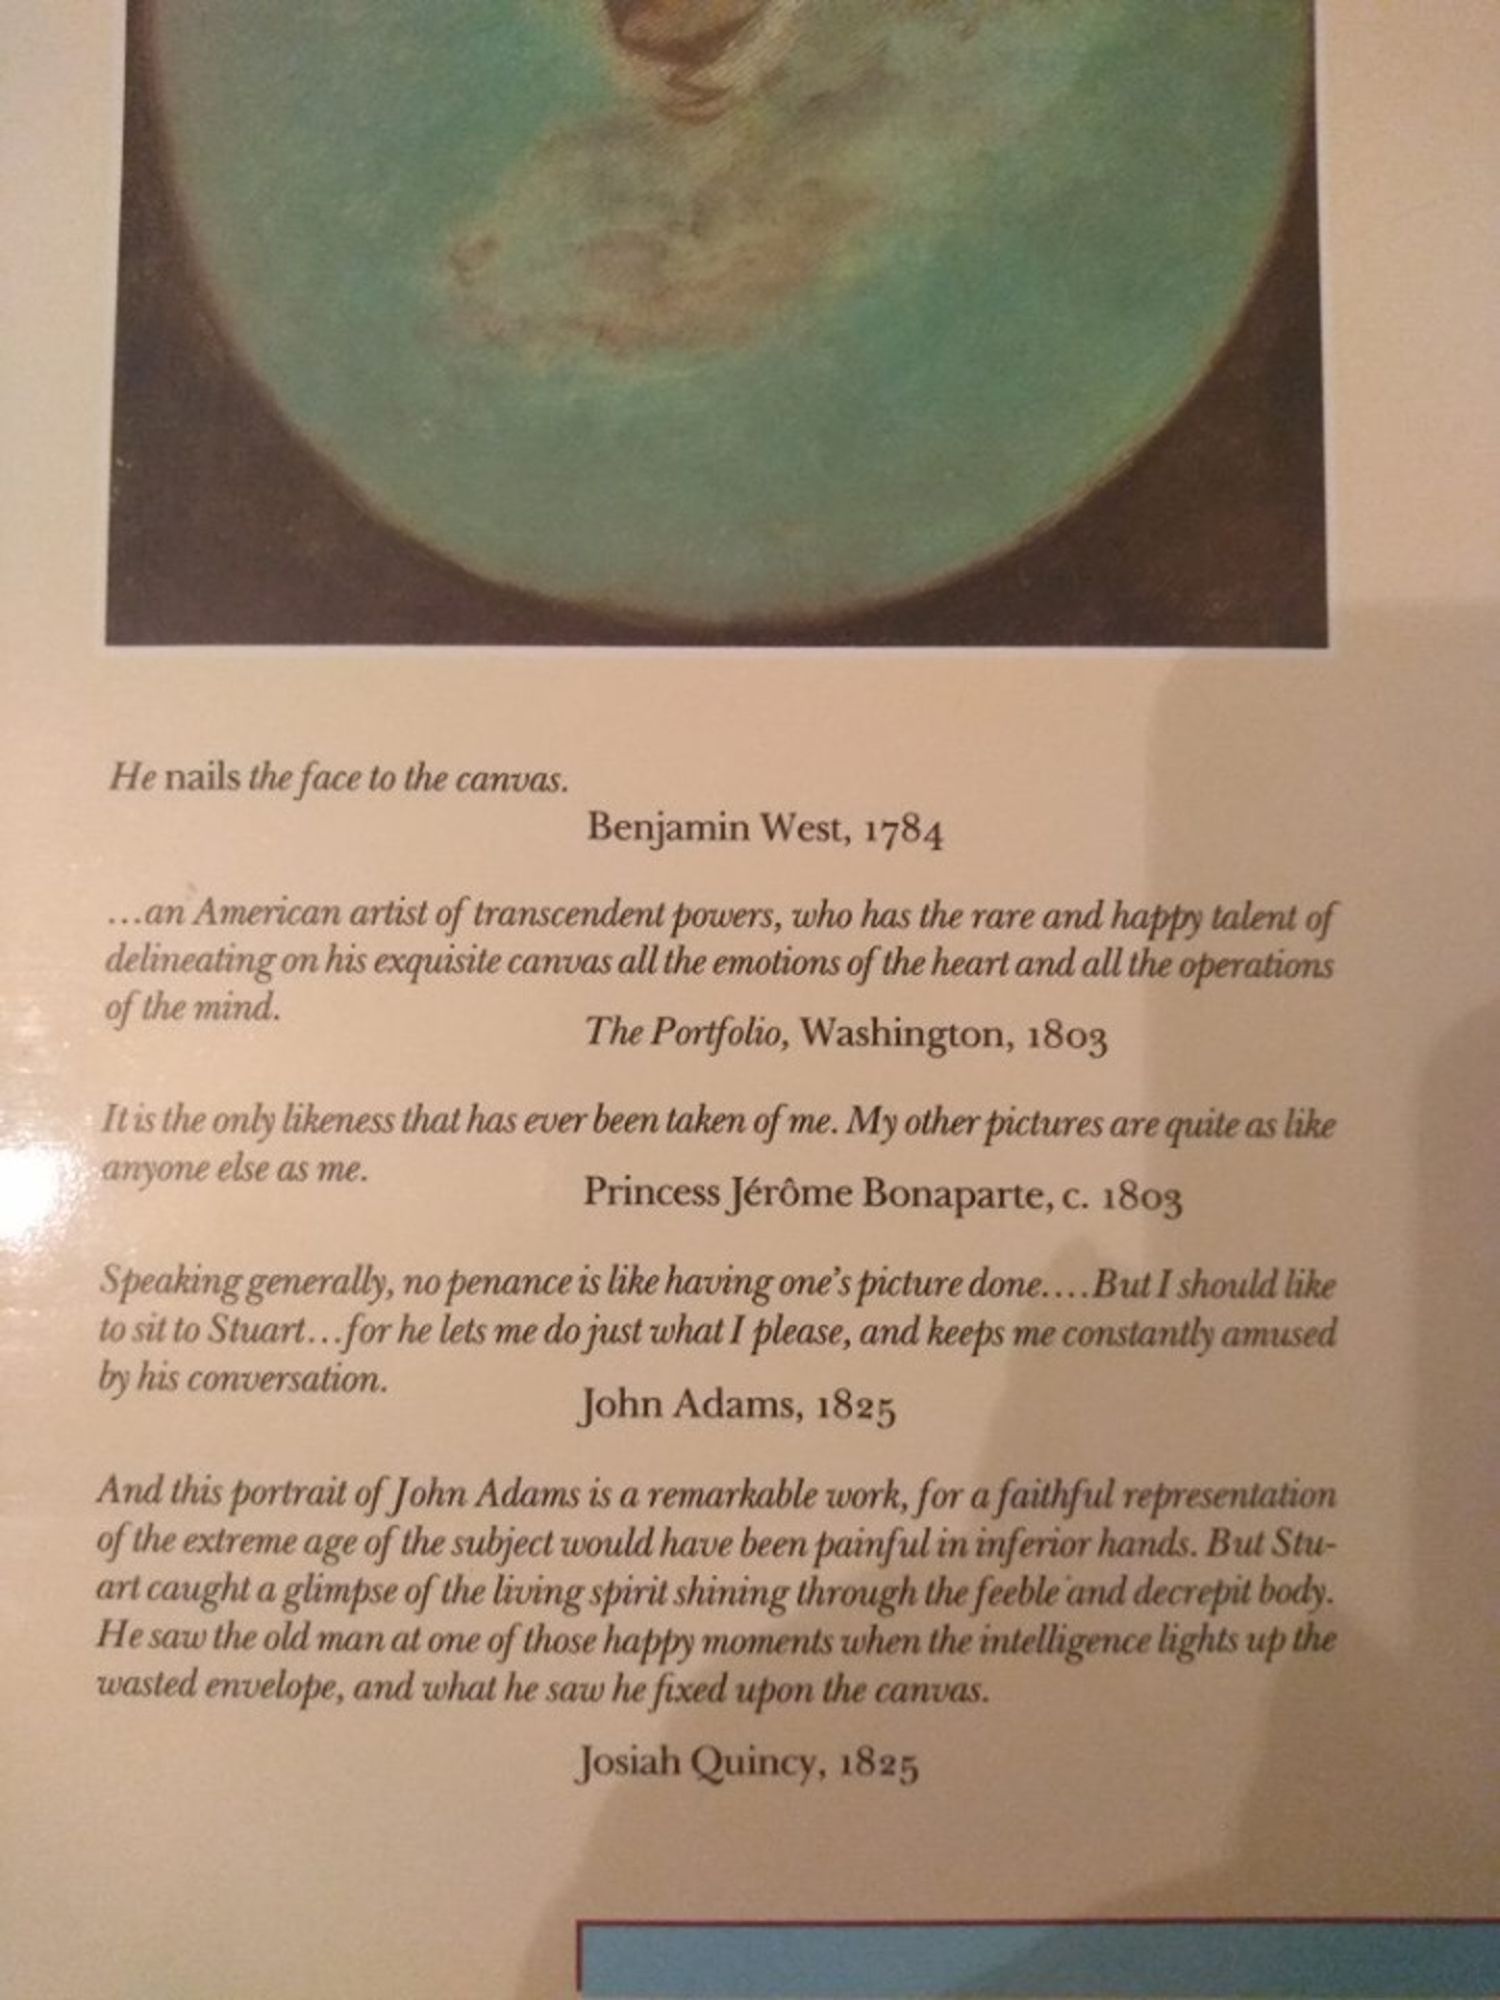 He nails the face to the canvas.
Benjamin West, 1784
...an American artist of transcendent powers, who has the rare and happy talent of
delineating on his exquisite canvas all the emotions of the heart and all the operations
of the mind.
The Portfolio, Washington, 1803
It is the only likeness that has ever been taken of me. My other pictures are quite as like
anyone else as me.
Princess Jérôme Bonaparte, c. 1803
Speaking generally, no penance is like having one's picture done....But I should like
to sit to Stuart...for he lets me do just what I please, and keeps me constantly amused
by his conversation.
John Adams, 1825
And this portrait of John Adams is a remarkable work, for a faithful representation
of the extreme age of the subject would have been painful in inferior hands. But Stu-
art caught a glimpse of the living spirit shining through the feeble and decrepit body.
He saw the old man at one of those happy moments when the intelligence lights up the
wasted envelope, and what he saw he fixed upon the canvas.
Josiah Quincy, 1825